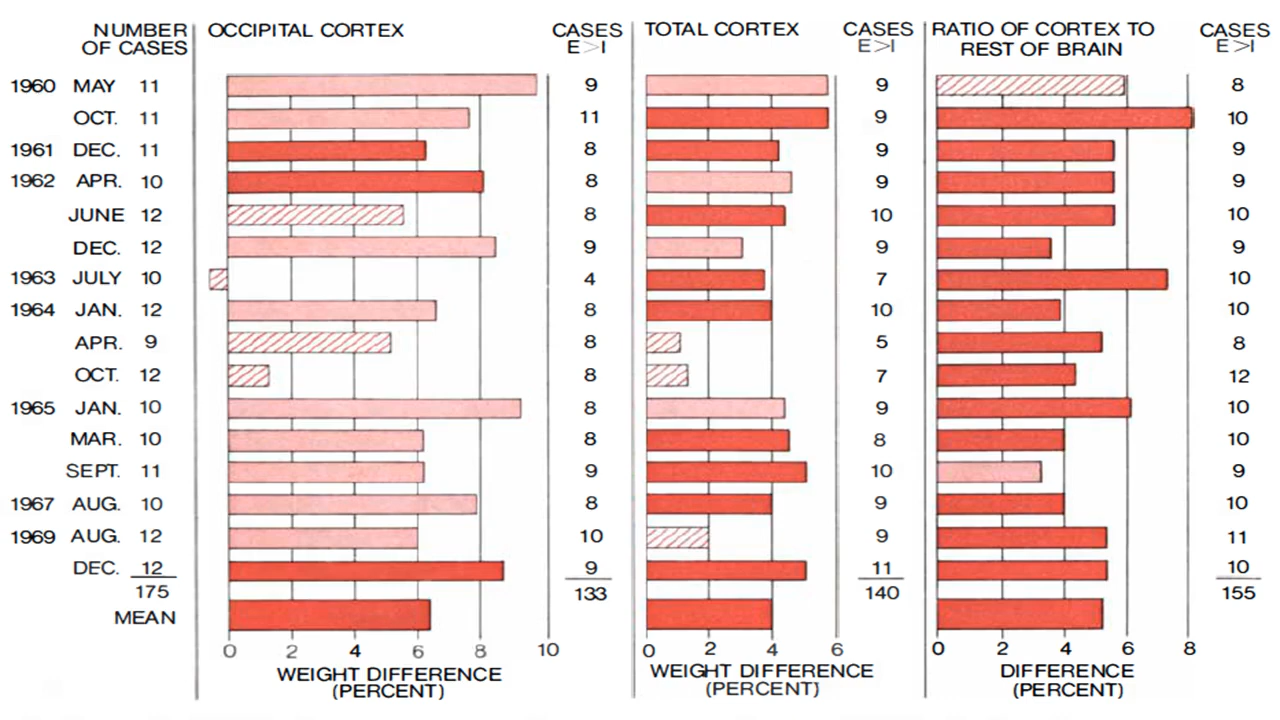 NUMBER OF CASES OCCIPITAL CORTEX CASES E>I TOTAL CORTEX CASES E>I RATIO OF CORTEX TO REST OF BRAIN CASES E>I
1960 MAY 11 9 9 8
OCT. 11 11 9 10
1961 DEC. 11 8 9 9
1962 APR. 10 8 9 9
JUNE 12 8 10 10
DEC. 12 9 9 9
1963 JULY 10 4 7 10
1964 JAN. 12 8 10 10
APR. 9 8 5 8
OCT. 12 8 7 12
1965 JAN. 10 8 9 10
MAR. 10 8 8 10
SEPT. 11 9 10 9
1967 AUG. 10 8 9 10
1969 AUG. 12 10 9 11
DEC. 12 9 11 10
175 133 140 155
MEAN
0 2 4 6 8 10 0 2 4 6 0 2 4 6 8
WEIGHT DIFFERENCE (PERCENT) WEIGHT DIFFERENCE (PERCENT) DIFFERENCE (PERCENT)